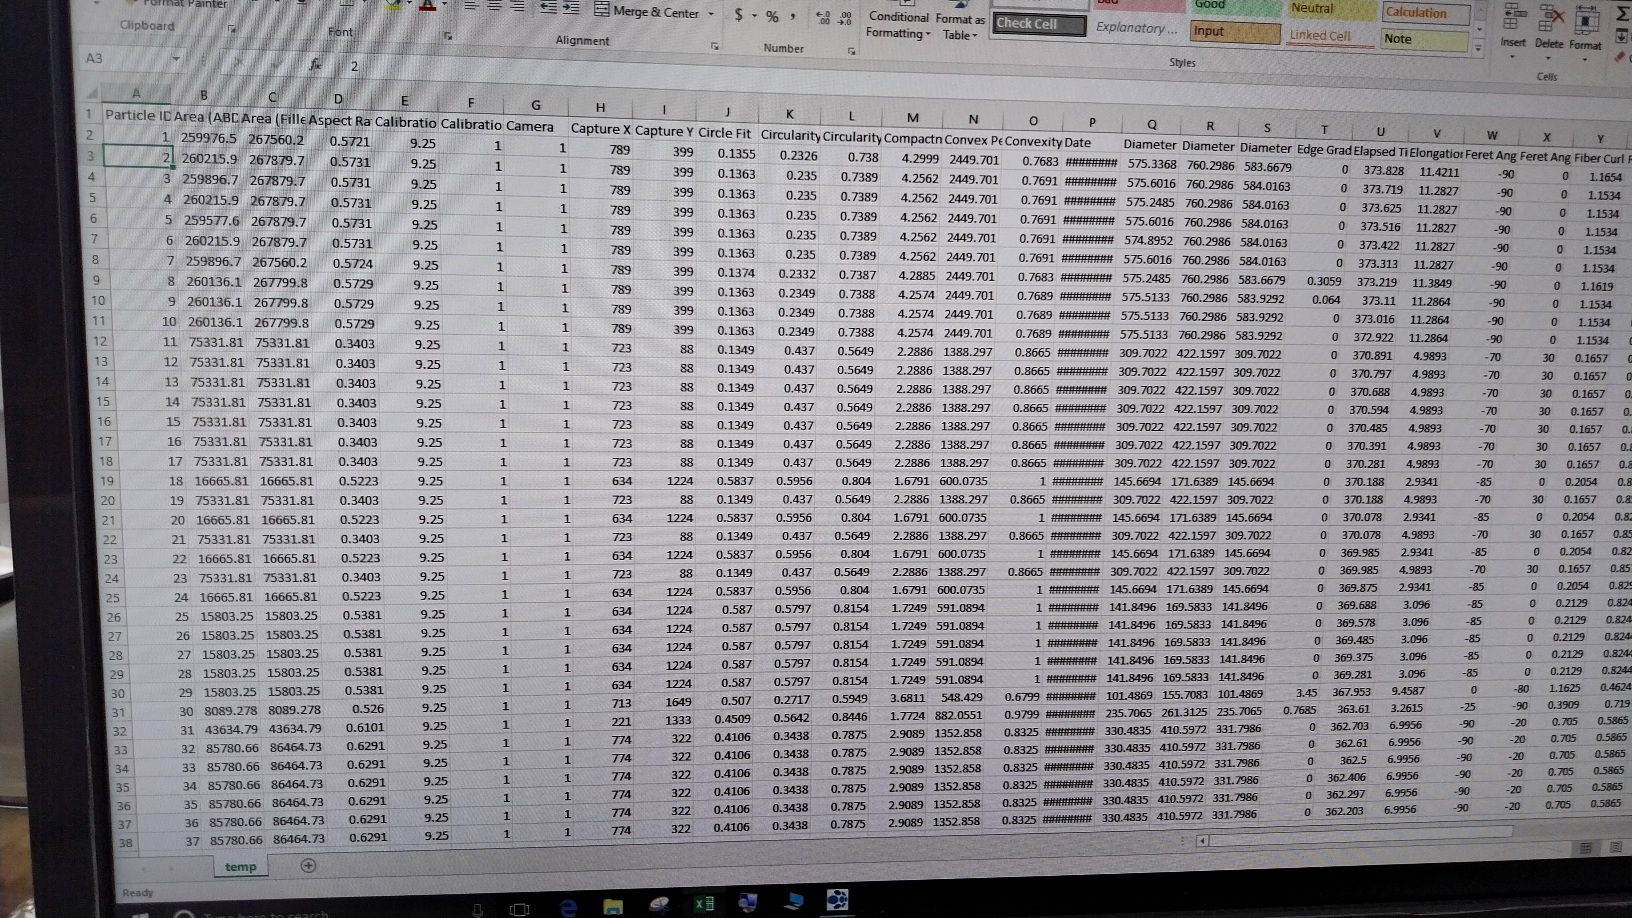 Format Painter Merge & Center $ % , Conditional Format as Check Cell Explanatory ... Bad Good Input Neutral Linked Cell Calculation Note Insert Delete Format
Formatting Table
Clipboard Font Alignment Number Styles Cells
A3 fx 2
A B C D E F G H I J K L M N O P Q R S T U V W X Y
1 Particle ID Area (ABD Area (Fille Aspect Ra Calibratio Calibratio Camera Capture X Capture Y Circle Fit Circularity Circularity Compactn Convex Pe Convexity Date Diameter Diameter Diameter Edge Grad Elapsed Ti Elongation Feret Ang Feret Ang Fiber Curl
2 1 259976.5 267560.2 0.5721 9.25 1 1 789 399 0.1355 0.2326 0.738 4.2999 2449.701 0.7683 ######## 575.3368 760.2986 583.6679 0 373.828 11.4211 -90 0 1.1654
3 2 260215.9 267879.7 0.5731 9.25 1 1 789 399 0.1363 0.235 0.7389 4.2562 2449.701 0.7691 ######## 575.6016 760.2986 584.0163 0 373.719 11.2827 -90 0 1.1534
4 3 259896.7 267879.7 0.5731 9.25 1 1 789 399 0.1363 0.235 0.7389 4.2562 2449.701 0.7691 ######## 575.2485 760.2986 584.0163 0 373.625 11.2827 -90 0 1.1534
5 4 260215.9 267879.7 0.5731 9.25 1 1 789 399 0.1363 0.235 0.7389 4.2562 2449.701 0.7691 ######## 575.6016 760.2986 584.0163 0 373.516 11.2827 -90 0 1.1534
6 5 259577.6 267879.7 0.5731 9.25 1 1 789 399 0.1363 0.235 0.7389 4.2562 2449.701 0.7691 ######## 574.8952 760.2986 584.0163 0 373.422 11.2827 -90 0 1.1534
7 6 260215.9 267879.7 0.5731 9.25 1 1 789 399 0.1363 0.235 0.7389 4.2562 2449.701 0.7691 ######## 575.6016 760.2986 584.0163 0 373.313 11.2827 -90 0 1.1534
8 7 259896.7 267560.2 0.5724 9.25 1 1 789 399 0.1374 0.2332 0.7387 4.2885 2449.701 0.7683 ######## 575.2485 760.2986 583.6679 0.3059 373.219 11.3849 -90 0 1.1619
9 8 260136.1 267799.8 0.5729 9.25 1 1 789 399 0.1363 0.2349 0.7388 4.2574 2449.701 0.7689 ######## 575.5133 760.2986 583.9292 0.064 373.11 11.2864 -90 0 1.1534
10 9 260136.1 267799.8 0.5729 9.25 1 1 789 399 0.1363 0.2349 0.7388 4.2574 2449.701 0.7689 ######## 575.5133 760.2986 583.9292 0 373.016 11.2864 -90 0 1.1534
11 10 260136.1 267799.8 0.5729 9.25 1 1 789 399 0.1363 0.2349 0.7388 4.2574 2449.701 0.7689 ######## 575.5133 760.2986 583.9292 0 372.922 11.2864 -90 0 1.1534
12 11 75331.81 75331.81 0.3403 9.25 1 1 723 88 0.1349 0.437 0.5649 2.2886 1388.297 0.8665 ######## 309.7022 422.1597 309.7022 0 370.891 4.9893 -70 30 0.1657
13 12 75331.81 75331.81 0.3403 9.25 1 1 723 88 0.1349 0.437 0.5649 2.2886 1388.297 0.8665 ######## 309.7022 422.1597 309.7022 0 370.797 4.9893 -70 30 0.1657
14 13 75331.81 75331.81 0.3403 9.25 1 1 723 88 0.1349 0.437 0.5649 2.2886 1388.297 0.8665 ######## 309.7022 422.1597 309.7022 0 370.688 4.9893 -70 30 0.1657
15 14 75331.81 75331.81 0.3403 9.25 1 1 723 88 0.1349 0.437 0.5649 2.2886 1388.297 0.8665 ######## 309.7022 422.1597 309.7022 0 370.594 4.9893 -70 30 0.1657
16 15 75331.81 75331.81 0.3403 9.25 1 1 723 88 0.1349 0.437 0.5649 2.2886 1388.297 0.8665 ######## 309.7022 422.1597 309.7022 0 370.485 4.9893 -70 30 0.1657
17 16 75331.81 75331.81 0.3403 9.25 1 1 723 88 0.1349 0.437 0.5649 2.2886 1388.297 0.8665 ######## 309.7022 422.1597 309.7022 0 370.391 4.9893 -70 30 0.1657
18 17 75331.81 75331.81 0.3403 9.25 1 1 723 88 0.1349 0.437 0.5649 2.2886 1388.297 0.8665 ######## 309.7022 422.1597 309.7022 0 370.281 4.9893 -70 30 0.1657
19 18 16665.81 16665.81 0.5223 9.25 1 1 634 1224 0.5837 0.5956 0.804 1.6791 600.0735 1 ######## 145.6694 171.6389 145.6694 0 370.188 2.9341 -85 0 0.2054
20 19 75331.81 75331.81 0.3403 9.25 1 1 723 88 0.1349 0.437 0.5649 2.2886 1388.297 0.8665 ######## 309.7022 422.1597 309.7022 0 370.188 4.9893 -70 30 0.1657
21 20 16665.81 16665.81 0.5223 9.25 1 1 634 1224 0.5837 0.5956 0.804 1.6791 600.0735 1 ######## 145.6694 171.6389 145.6694 0 370.078 2.9341 -85 0 0.2054
22 21 75331.81 75331.81 0.3403 9.25 1 1 723 88 0.1349 0.437 0.5649 2.2886 1388.297 0.8665 ######## 309.7022 422.1597 309.7022 0 370.078 4.9893 -70 30 0.1657
23 22 16665.81 16665.81 0.5223 9.25 1 1 634 1224 0.5837 0.5956 0.804 1.6791 600.0735 1 ######## 145.6694 171.6389 145.6694 0 369.985 2.9341 -85 0 0.2054
24 23 75331.81 75331.81 0.3403 9.25 1 1 723 88 0.1349 0.437 0.5649 2.2886 1388.297 0.8665 ######## 309.7022 422.1597 309.7022 0 369.985 4.9893 -70 30 0.1657
25 24 16665.81 16665.81 0.5223 9.25 1 1 634 1224 0.5837 0.5956 0.804 1.6791 600.0735 1 ######## 145.6694 171.6389 145.6694 0 369.875 2.9341 -85 0 0.2054
26 25 15803.25 15803.25 0.5381 9.25 1 1 634 1224 0.587 0.5797 0.8154 1.7249 591.0894 1 ######## 141.8496 169.5833 141.8496 0 369.688 3.096 -85 0 0.2129
27 26 15803.25 15803.25 0.5381 9.25 1 1 634 1224 0.587 0.5797 0.8154 1.7249 591.0894 1 ######## 141.8496 169.5833 141.8496 0 369.578 3.096 -85 0 0.2129
28 27 15803.25 15803.25 0.5381 9.25 1 1 634 1224 0.587 0.5797 0.8154 1.7249 591.0894 1 ######## 141.8496 169.5833 141.8496 0 369.485 3.096 -85 0 0.2129
29 28 15803.25 15803.25 0.5381 9.25 1 1 634 1224 0.587 0.5797 0.8154 1.7249 591.0894 1 ######## 141.8496 169.5833 141.8496 0 369.375 3.096 -85 0 0.2129
30 29 15803.25 15803.25 0.5381 9.25 1 1 634 1224 0.587 0.5797 0.8154 1.7249 591.0894 1 ######## 141.8496 169.5833 141.8496 0 369.281 3.096 -85 0 0.2129
31 30 8089.278 8089.278 0.526 9.25 1 1 713 1649 0.507 0.2717 0.5949 3.6811 548.429 0.6799 ######## 101.4869 155.7083 101.4869 3.45 367.953 9.4587 0 -80 1.1625
32 31 43634.79 43634.79 0.6101 9.25 1 1 221 1333 0.4509 0.5642 0.8446 1.7724 882.0551 0.9799 ######## 235.7065 261.3125 235.7065 0.7685 363.61 3.2615 -25 -90 0.3909
33 32 85780.66 86464.73 0.6291 9.25 1 1 774 322 0.4106 0.3438 0.7875 2.9089 1352.858 0.8325 ######## 330.4835 410.5972 331.7986 0 362.703 6.9956 -90 -20 0.705
34 33 85780.66 86464.73 0.6291 9.25 1 1 774 322 0.4106 0.3438 0.7875 2.9089 1352.858 0.8325 ######## 330.4835 410.5972 331.7986 0 362.61 6.9956 -90 -20 0.705
35 34 85780.66 86464.73 0.6291 9.25 1 1 774 322 0.4106 0.3438 0.7875 2.9089 1352.858 0.8325 ######## 330.4835 410.5972 331.7986 0 362.5 6.9956 -90 -20 0.705
36 35 85780.66 86464.73 0.6291 9.25 1 1 774 322 0.4106 0.3438 0.7875 2.9089 1352.858 0.8325 ######## 330.4835 410.5972 331.7986 0 362.406 6.9956 -90 -20 0.705
37 36 85780.66 86464.73 0.6291 9.25 1 1 774 322 0.4106 0.3438 0.7875 2.9089 1352.858 0.8325 ######## 330.4835 410.5972 331.7986 0 362.297 6.9956 -90 -20 0.705
38 37 85780.66 86464.73 0.6291 9.25 1 1 774 322 0.4106 0.3438 0.7875 2.9089 1352.858 0.8325 ######## 330.4835 410.5972 331.7986 0 362.203 6.9956 -90 -20 0.705
temp
Ready
Type here to search